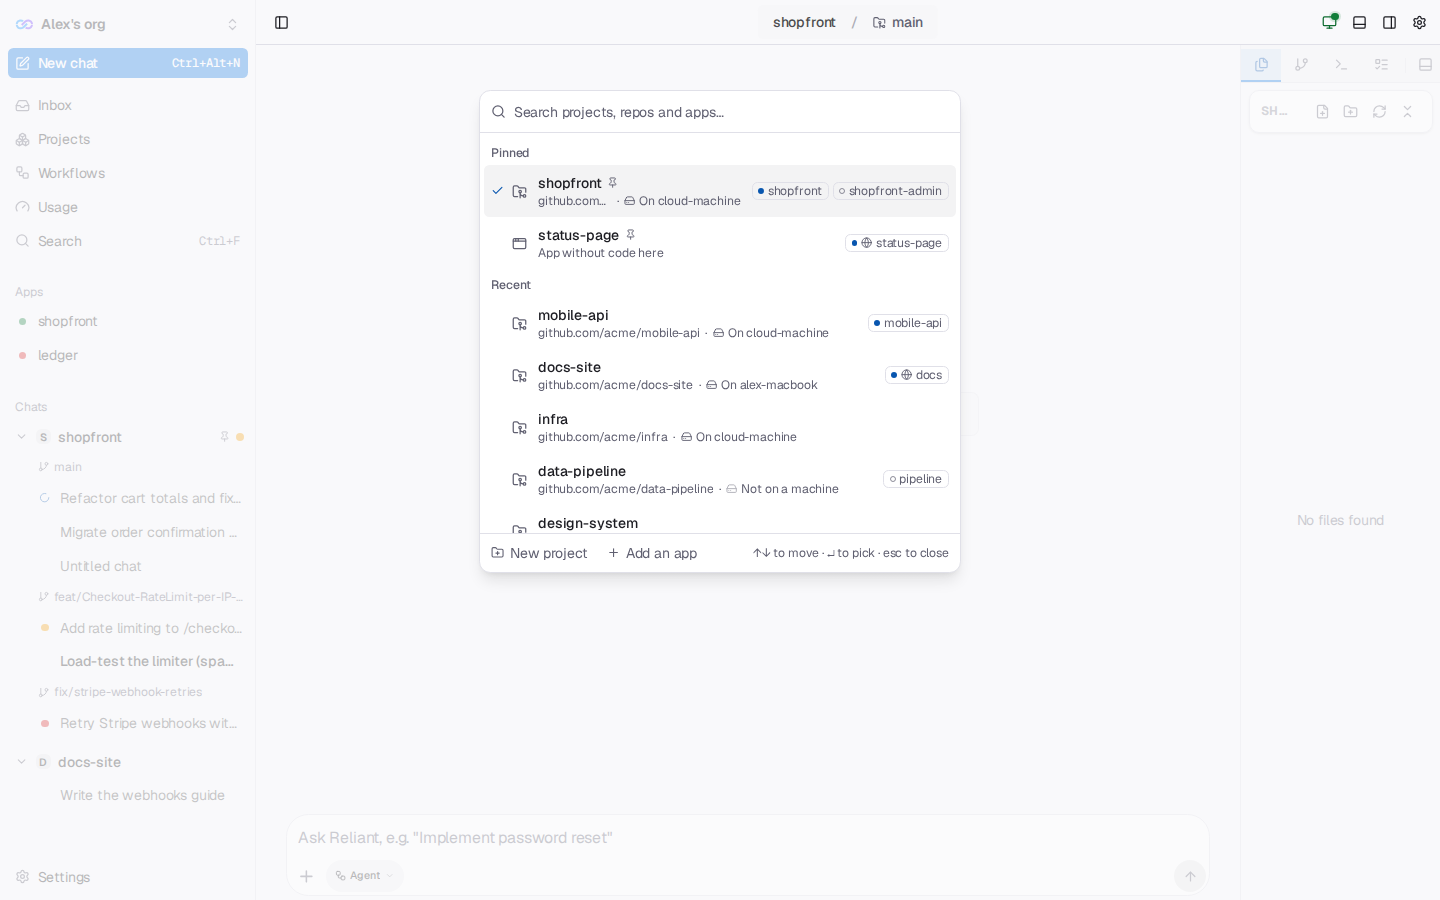 Alex's org
New chat Ctrl+Alt+N
Inbox
Projects
Workflows
Usage
Search Ctrl+F
Apps
shopfront
ledger
Chats
S shopfront
main
Refactor cart totals and fix...
Migrate order confirmation ...
Untitled chat
feat/Checkout-RateLimit-per-IP-...
Add rate limiting to /checko...
Load-test the limiter (spa...
fix/stripe-webhook-retries
Retry Stripe webhooks wit...
D docs-site
Write the webhooks guide
Settings
shopfront / main
Search projects, repos and apps...
Pinned
shopfront
github.com... · On cloud-machine
shopfront shopfront-admin
status-page
App without code here
status-page
Recent
mobile-api
github.com/acme/mobile-api · On cloud-machine
mobile-api
docs-site
github.com/acme/docs-site · On alex-macbook
docs
infra
github.com/acme/infra · On cloud-machine
data-pipeline
github.com/acme/data-pipeline · Not on a machine
pipeline
design-system
New project + Add an app ↑↓ to move · ↵ to pick · esc to close
Ask Reliant, e.g. "Implement password reset"
Agent
SH...
No files found